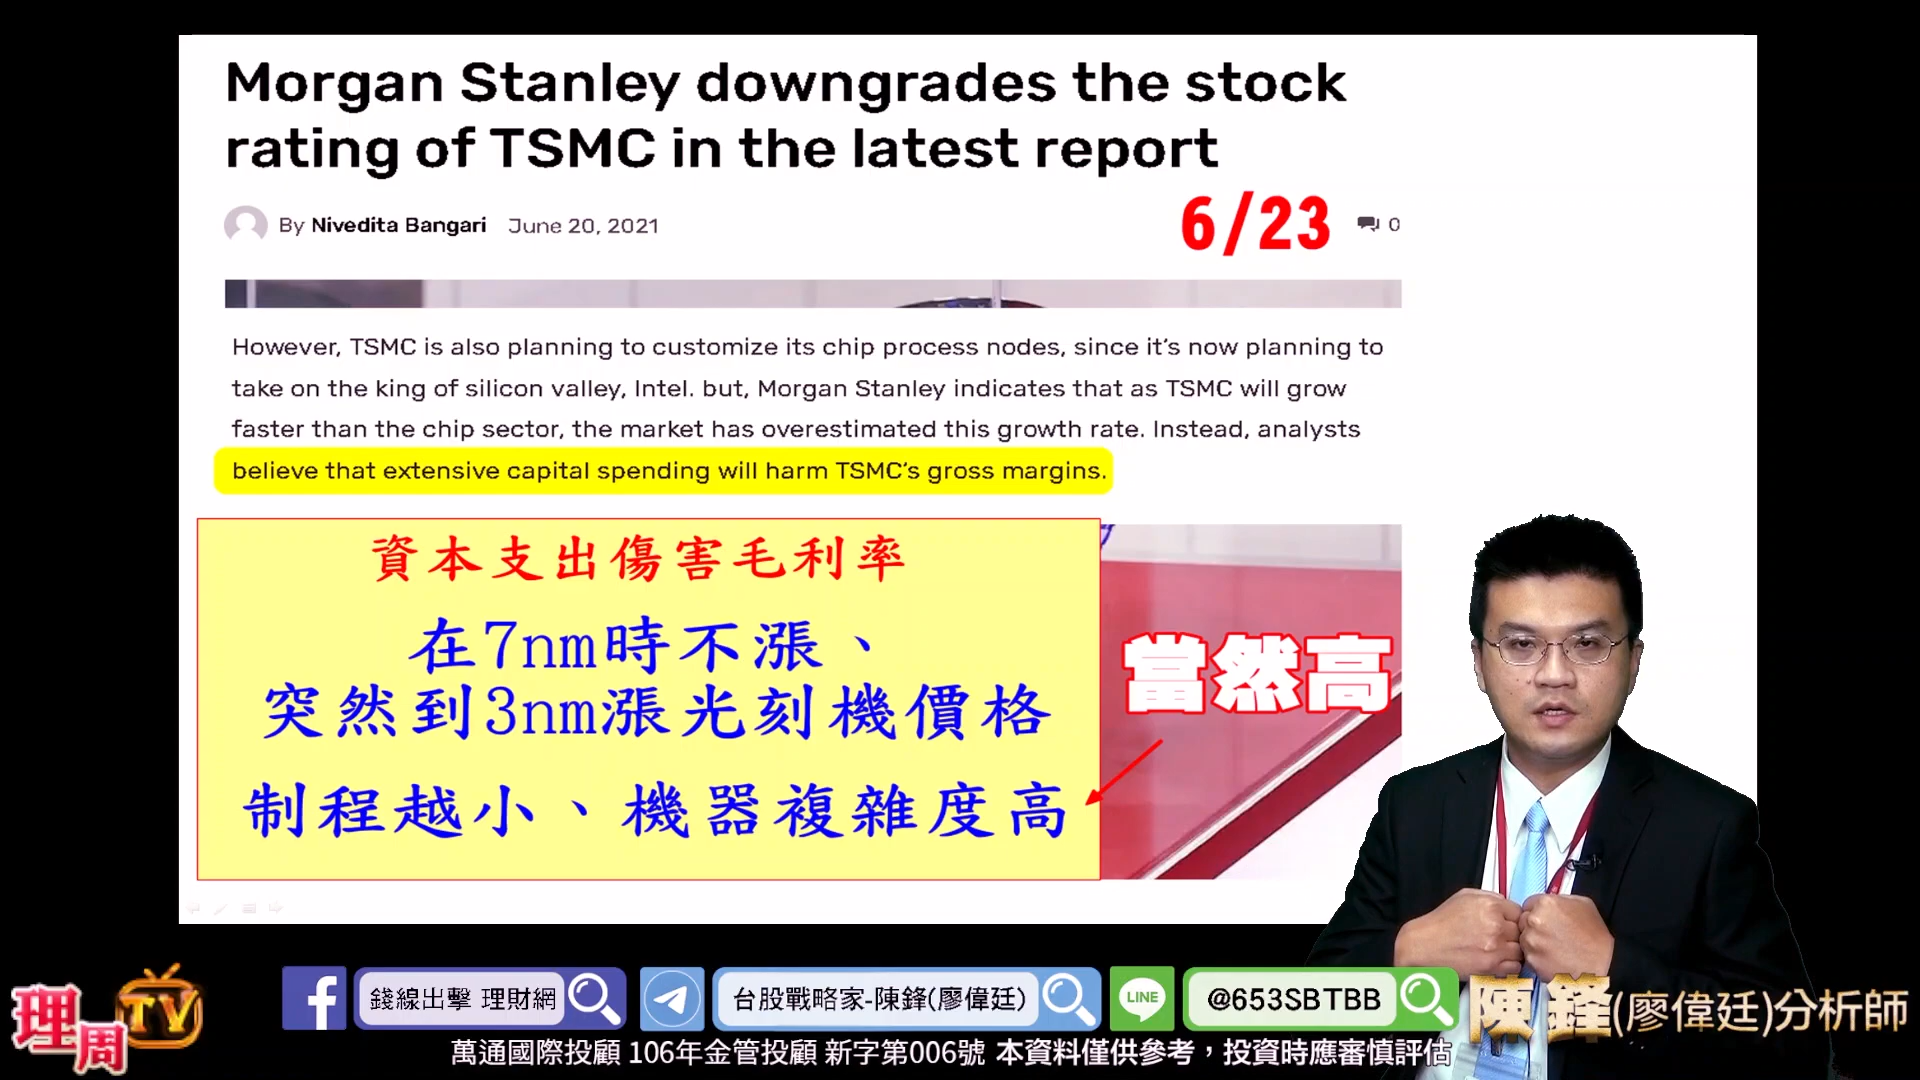 Morgan Stanley downgrades the stock
rating of TSMC in the latest report
By Nivedita Bangari June 20, 2021
6/23
0
However, TSMC is also planning to customize its chip process nodes, since it's now planning to
take on the king of silicon valley, Intel. but, Morgan Stanley indicates that as TSMC will grow
faster than the chip sector, the market has overestimated this growth rate. Instead, analysts
believe that extensive capital spending will harm TSMC's gross margins.
資本支出傷害毛利率
在7nm時不漲、
突然到3nm漲光刻機價格
當然高
制程越小、機器複雜度高
理周TV
錢線出擊 理財網
台股戰略家-陳鋒(廖偉廷)
LINE
@653SBTBB
陳鋒(廖偉廷)分析師
萬通國際投顧 106年金管投顧 新字第006號 本資料僅供參考，投資時應審慎評估